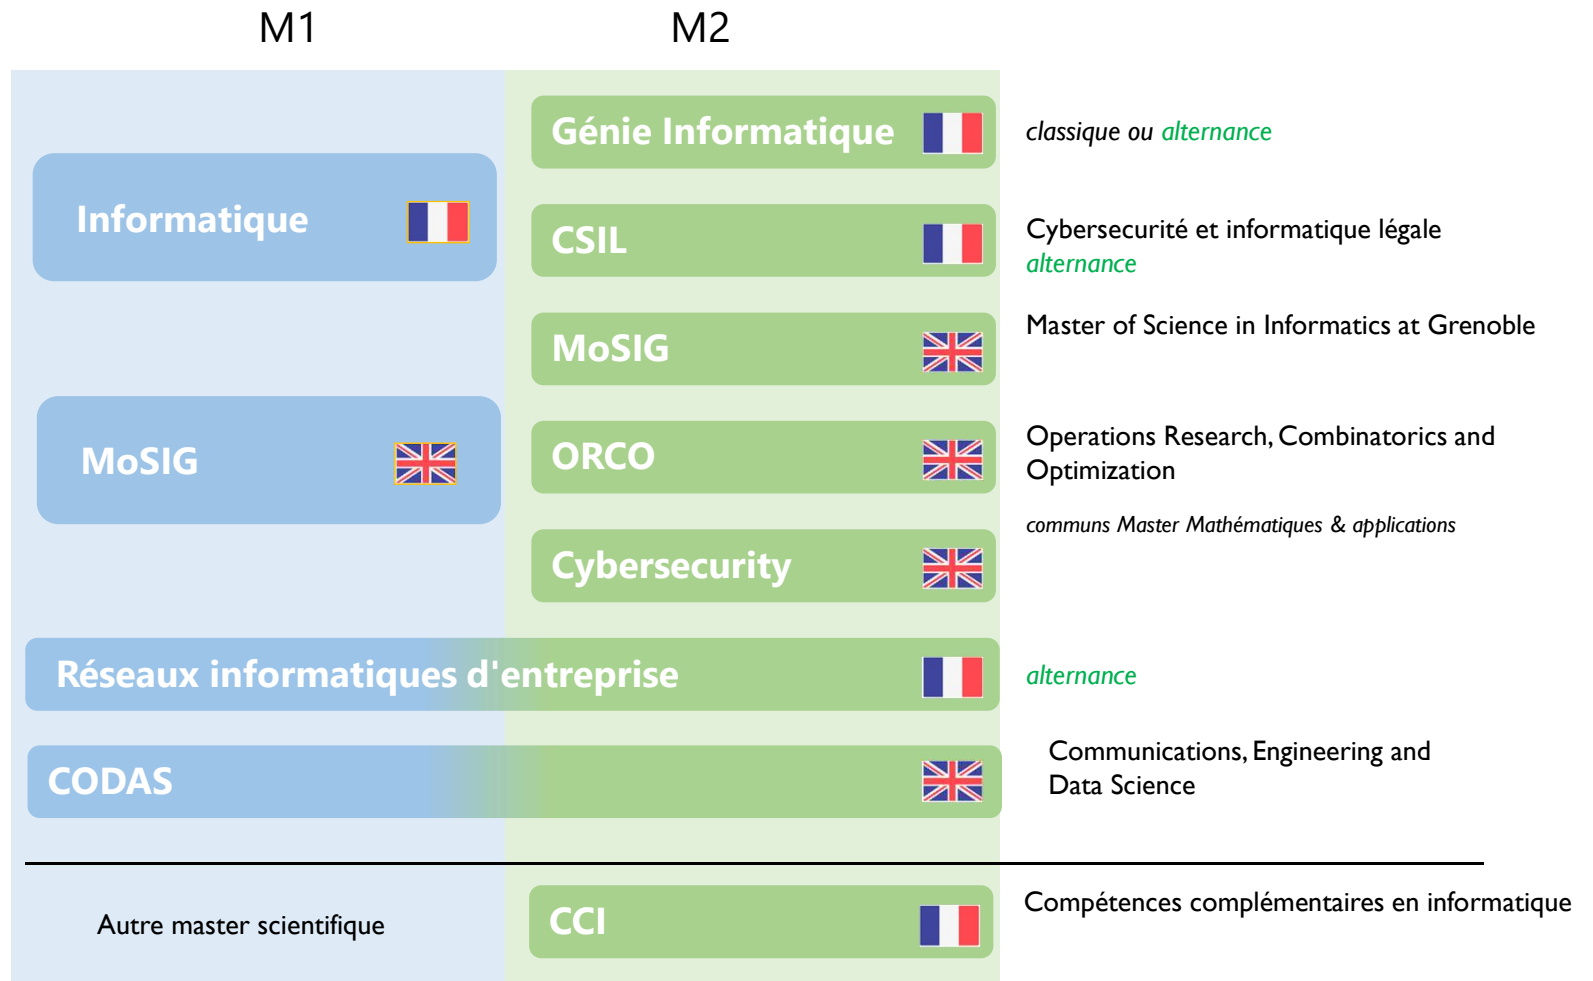 M1
M2
Génie Informatique
classique ou alternance
Informatique
CSIL
Cybersecurité et informatique légale
alternance
MoSIG
Master of Science in Informatics at Grenoble
MoSIG
ORCO
Operations Research, Combinatorics and
Optimization
communs Master Mathématiques & applications
Cybersecurity
Réseaux informatiques d'entreprise
alternance
CODAS
Communications, Engineering and
Data Science
Autre master scientifique
CCI
Compétences complémentaires en informatique